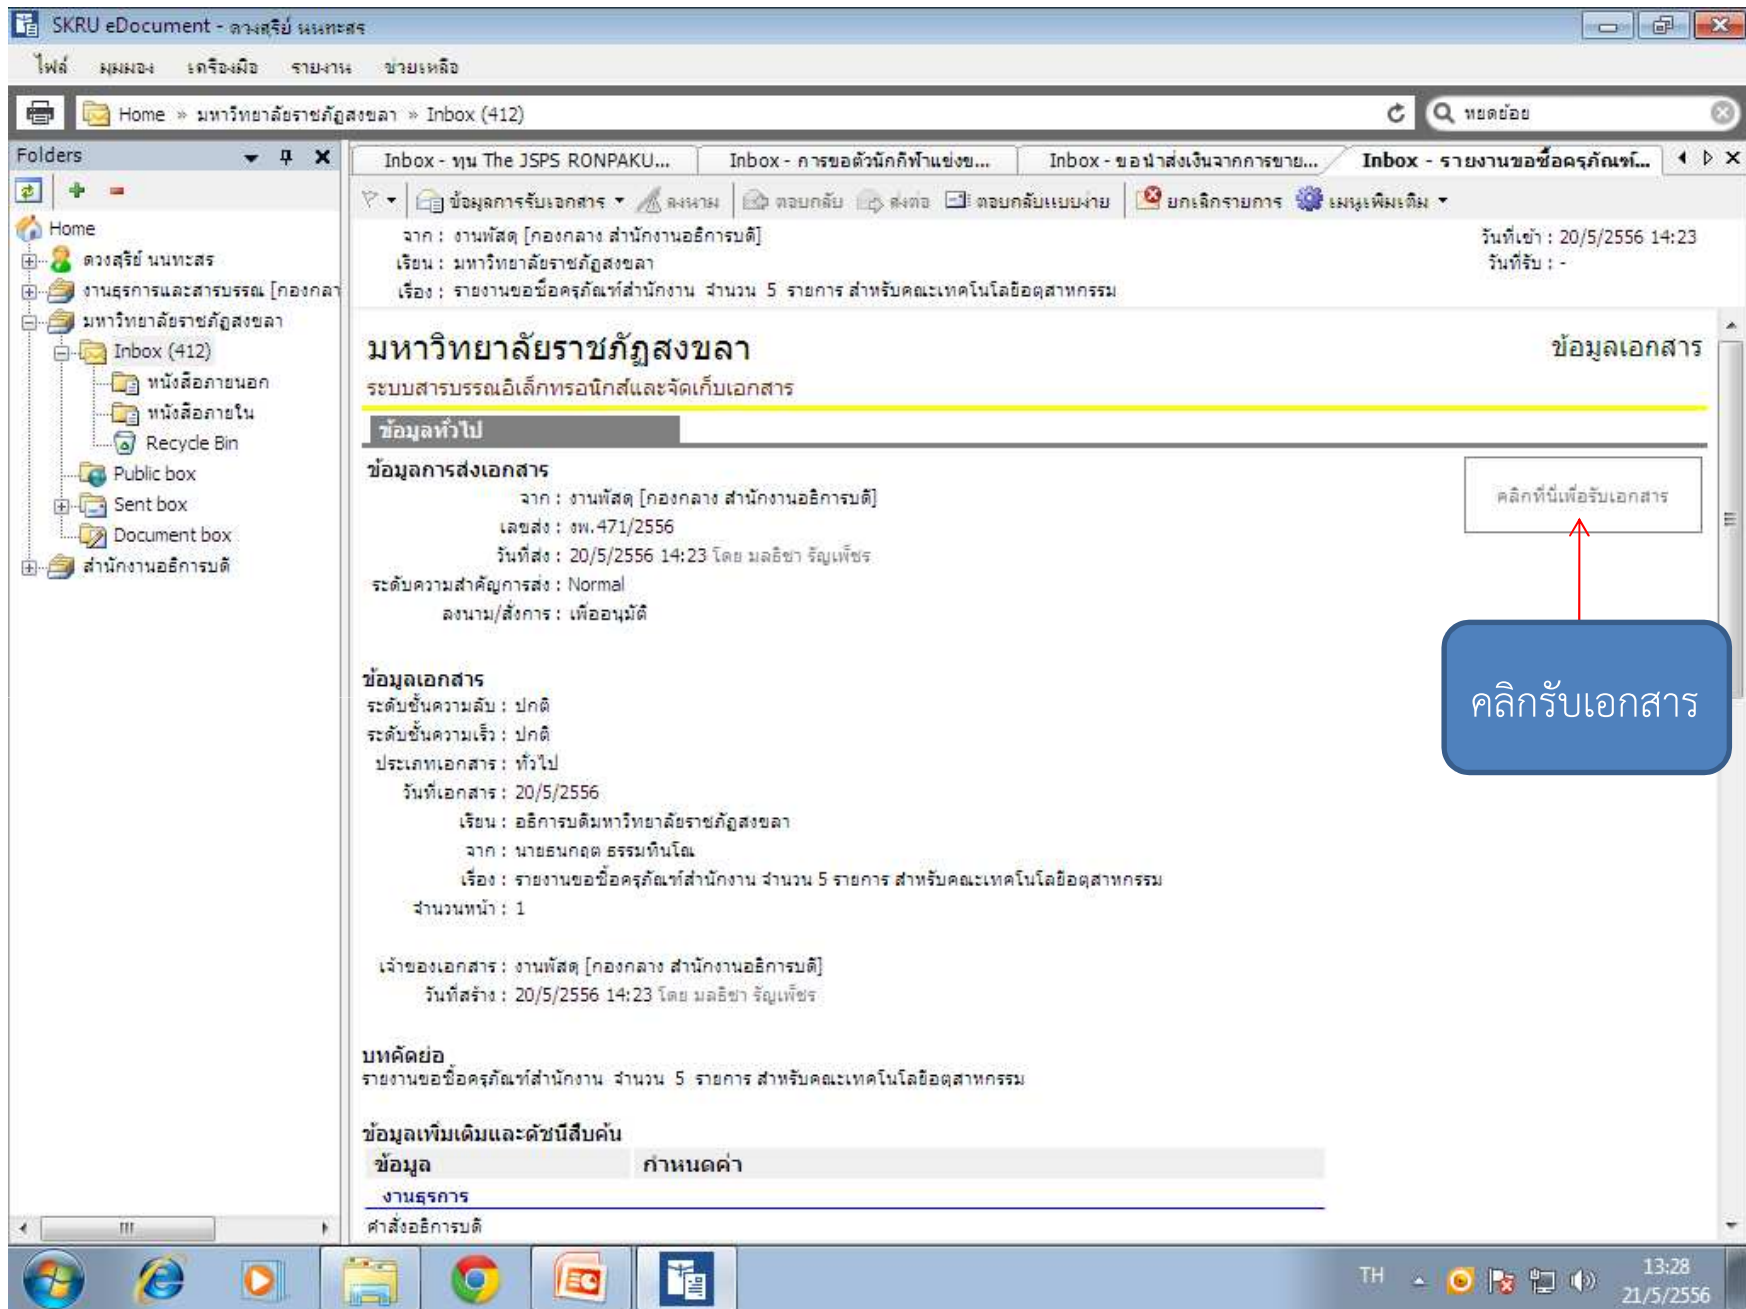 SKRU eDocument - ดวงสุรีย์ นนทะสร
ไฟล์ มุมมอง เครื่องมือ รายงาน ช่วยเหลือ
Home » มหาวิทยาลัยราชภัฏสงขลา » Inbox (412)
หยดย้อย
Folders
Inbox - ทุน The JSPS RONPAKU...
Inbox - การขอตัวนักกีฬาแข่งข...
Inbox - ขอนำส่งเงินจากการขาย...
Inbox - รายงานขอซื้อครุภัณฑ์...
ข้อมูลการรับเอกสาร ลงนาม ตอบกลับ ส่งต่อ ตอบกลับแบบง่าย ยกเลิกรายการ เมนูเพิ่มเติม
Home
ดวงสุรีย์ นนทะสร
งานธุรการและสารบรรณ [กองกลา
มหาวิทยาลัยราชภัฏสงขลา
Inbox (412)
หนังสือภายนอก
หนังสือภายใน
Recycle Bin
Public box
Sent box
Document box
สำนักงานอธิการบดี
จาก : งานพัสดุ [กองกลาง สำนักงานอธิการบดี]
วันที่เข้า : 20/5/2556 14:23
เรียน : มหาวิทยาลัยราชภัฏสงขลา
วันที่รับ : -
เรื่อง : รายงานขอซื้อครุภัณฑ์สำนักงาน จำนวน 5 รายการ สำหรับคณะเทคโนโลยีอุตสาหกรรม
มหาวิทยาลัยราชภัฏสงขลา
ข้อมูลเอกสาร
ระบบสารบรรณอิเล็กทรอนิกส์และจัดเก็บเอกสาร
ข้อมูลทั่วไป
ข้อมูลการส่งเอกสาร
จาก : งานพัสดุ [กองกลาง สำนักงานอธิการบดี]
คลิกที่นี่เพื่อรับเอกสาร
เลขส่ง : งพ.471/2556
วันที่ส่ง : 20/5/2556 14:23 โดย มลธิชา รัญเพ็ชร
ระดับความสำคัญการส่ง : Normal
ลงนาม/สั่งการ : เพื่ออนุมัติ
คลิกรับเอกสาร
ข้อมูลเอกสาร
ระดับชั้นความลับ : ปกติ
ระดับชั้นความเร็ว : ปกติ
ประเภทเอกสาร : ทั่วไป
วันที่เอกสาร : 20/5/2556
เรียน : อธิการบดีมหาวิทยาลัยราชภัฏสงขลา
จาก : นายธนกฤต ธรรมทินโณ
เรื่อง : รายงานขอซื้อครุภัณฑ์สำนักงาน จำนวน 5 รายการ สำหรับคณะเทคโนโลยีอุตสาหกรรม
จำนวนหน้า : 1
เจ้าของเอกสาร : งานพัสดุ [กองกลาง สำนักงานอธิการบดี]
วันที่สร้าง : 20/5/2556 14:23 โดย มลธิชา รัญเพ็ชร
บทคัดย่อ
รายงานขอซื้อครุภัณฑ์สำนักงาน จำนวน 5 รายการ สำหรับคณะเทคโนโลยีอุตสาหกรรม
ข้อมูลเพิ่มเติมและดัชนีสืบค้น
ข้อมูล กำหนดค่า
งานธุรการ
คำสั่งอธิการบดี
TH
13:28
21/5/2556